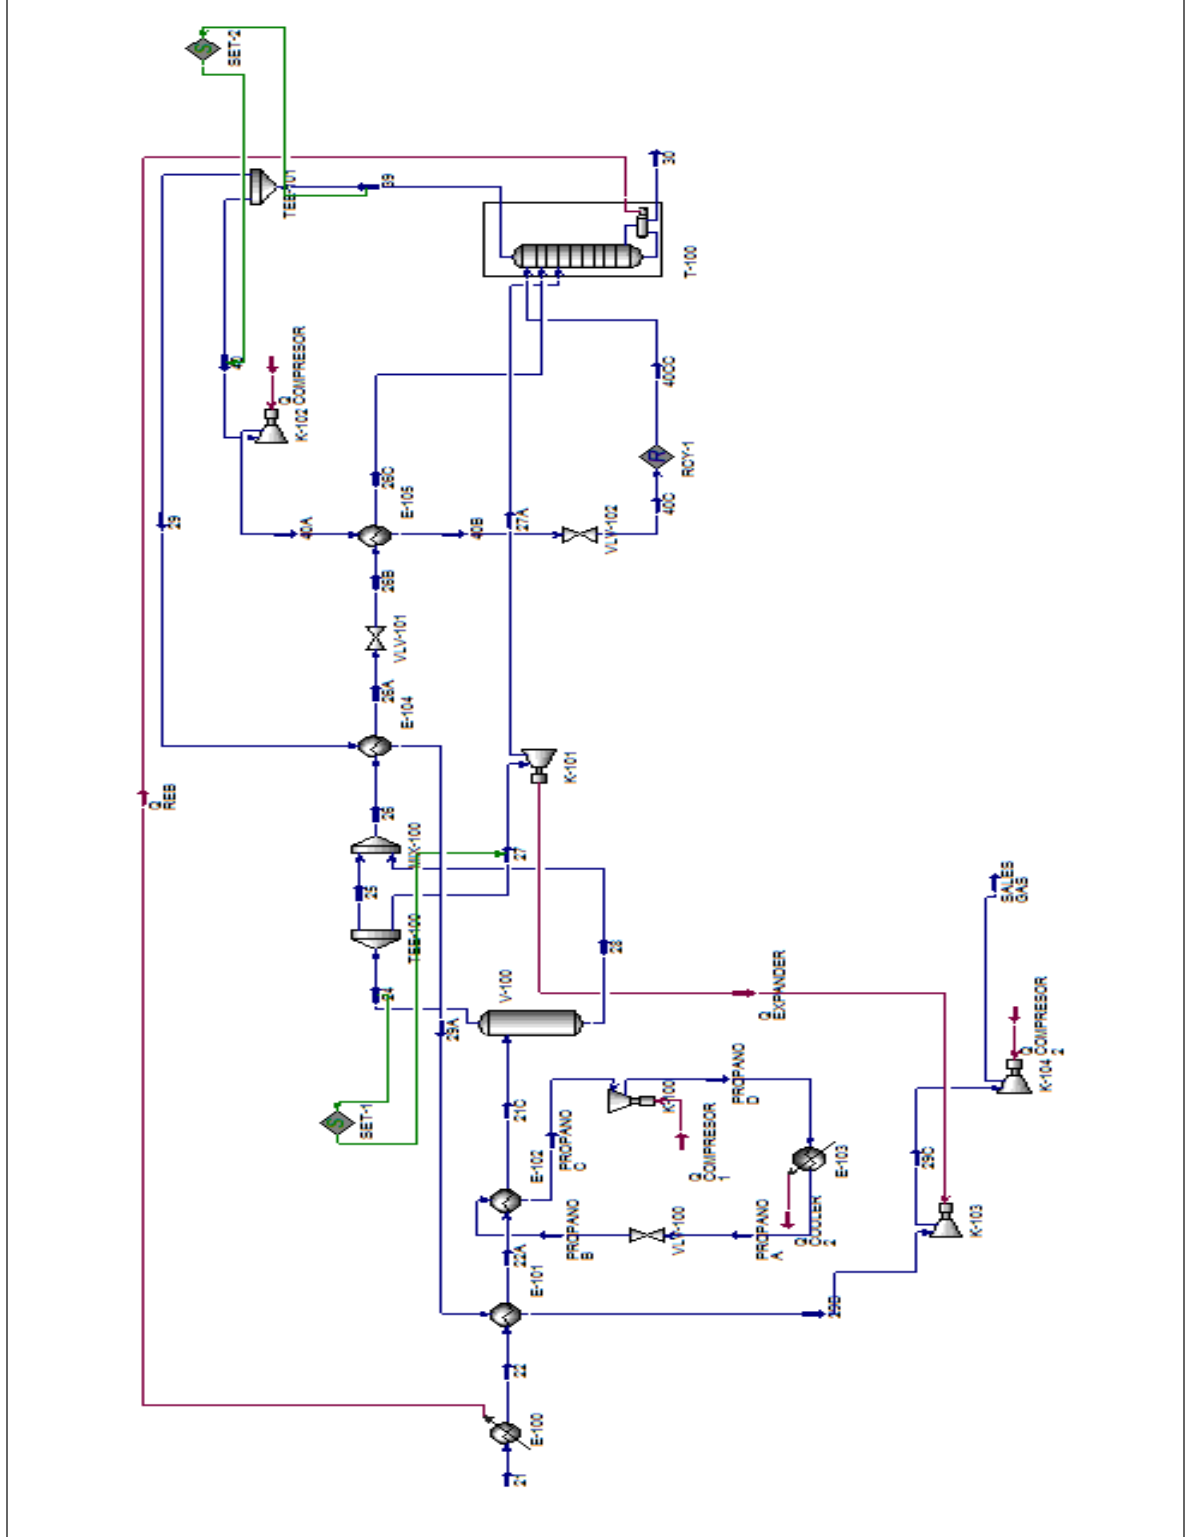 SET-2
TEE-101
39
30
T-100
40
Q
COMPRESOR
K-102
29
40A
26C
E-105
40B
27A
VLV-102
40C
RCY-1
40CC
26B
VLV-101
26A
E-104
K-101
Q
REB
26
MIX-100
25
TEE-100
27
28
24
29A
V-100
SET-1
21C
Q
EXPANDER
SALES
GAS
E-102
PROPANO
C
K-100
PROPANO
D
Q
COMPRESOR
1
E-103
PROPANO
B
VLV-100
PROPANO
A
Q
COOLER
2
22A
E-101
29B
29C
K-103
Q
COMPRESOR
2
K-104
22
E-100
21